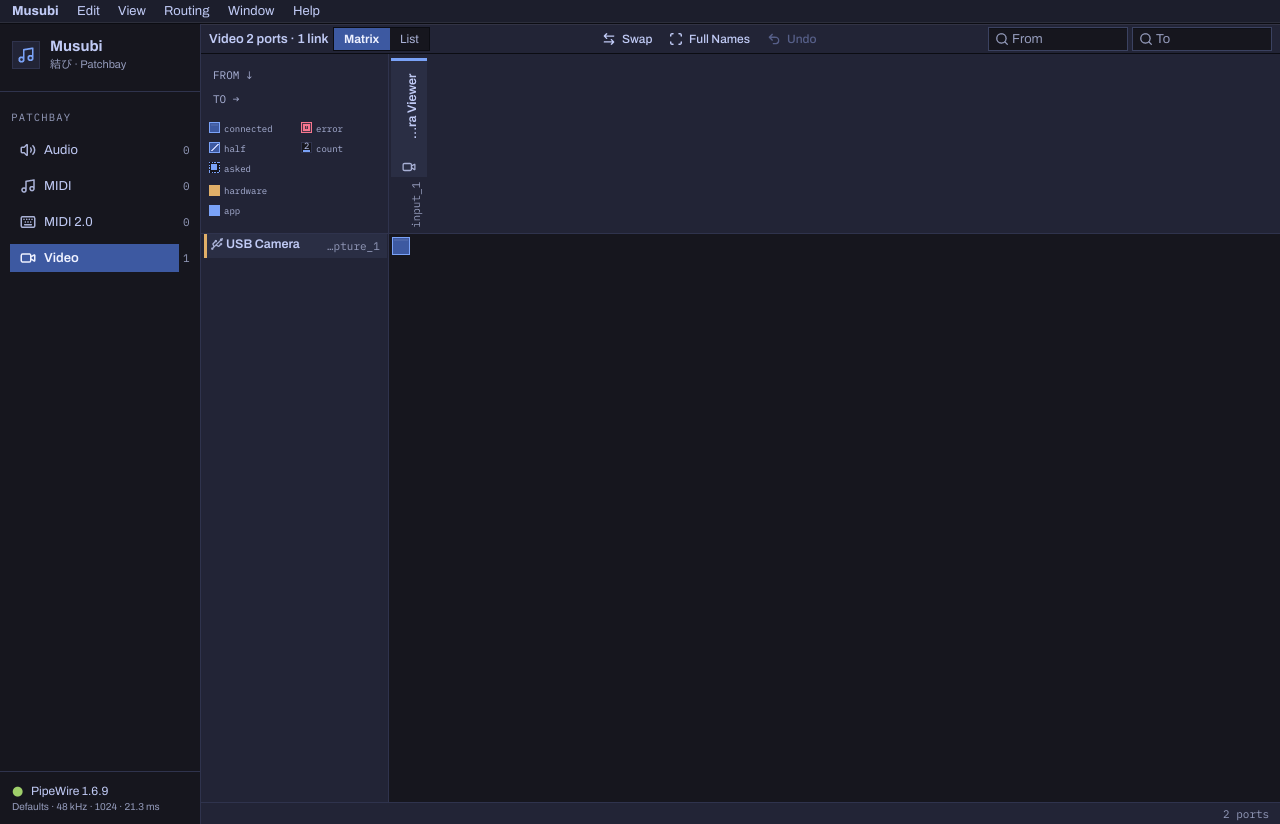 Musubi Edit View Routing Window Help
Musubi
結び · Patchbay
PATCHBAY
Audio 0
MIDI 0
MIDI 2.0 0
Video 1
PipeWire 1.6.9
Defaults · 48 kHz · 1024 · 21.3 ms
Video 2 ports · 1 link Matrix List Swap Full Names Undo From To
FROM ↓
TO →
connected error
half 2 count
asked
hardware
app
…ra Viewer
input_1
USB Camera …pture_1
2 ports